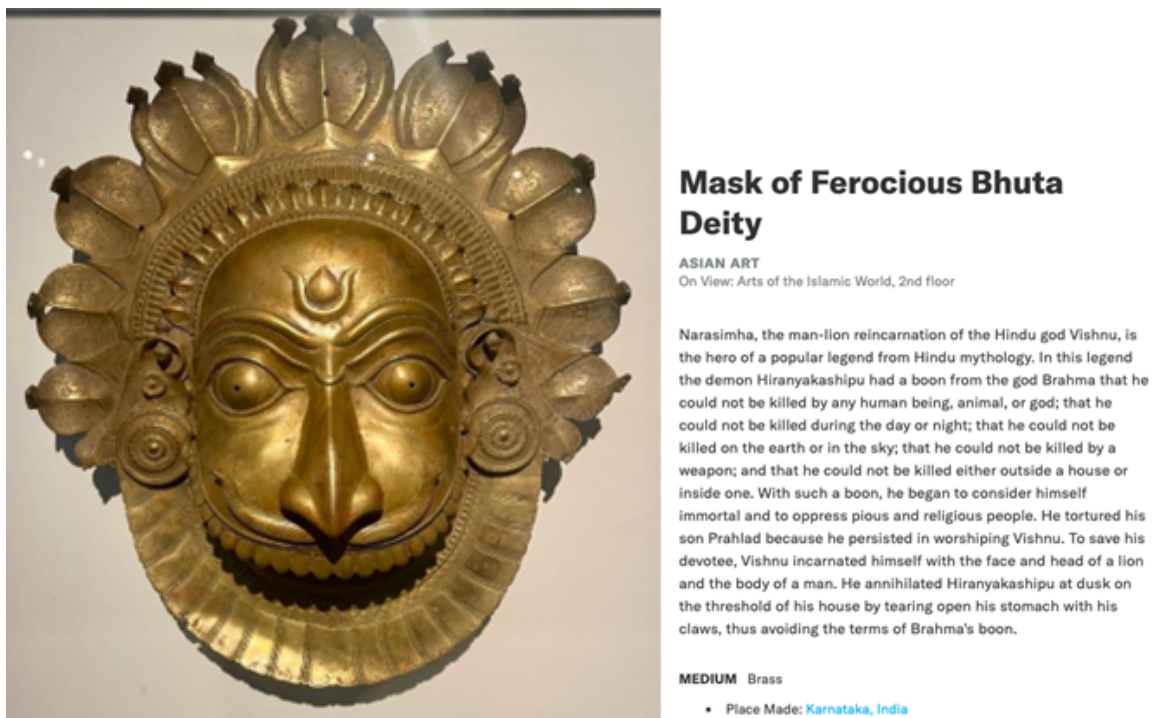 Mask of Ferocious Bhuta
Deity
ASIAN ART
On View: Arts of the Islamic World, 2nd floor
Narasimha, the man-lion reincarnation of the Hindu god Vishnu, is
the hero of a popular legend from Hindu mythology. In this legend
the demon Hiranyakashipu had a boon from the god Brahma that he
could not be killed by any human being, animal, or god; that he
could not be killed during the day or night; that he could not be
killed on the earth or in the sky; that he could not be killed by a
weapon; and that he could not be killed either outside a house or
inside one. With such a boon, he began to consider himself
immortal and to oppress pious and religious people. He tortured his
son Prahlad because he persisted in worshiping Vishnu. To save his
devotee, Vishnu incarnated himself with the face and head of a lion
and the body of a man. He annihilated Hiranyakashipu at dusk on
the threshold of his house by tearing open his stomach with his
claws, thus avoiding the terms of Brahma's boon.
MEDIUM Brass
• Place Made: Karnataka, India